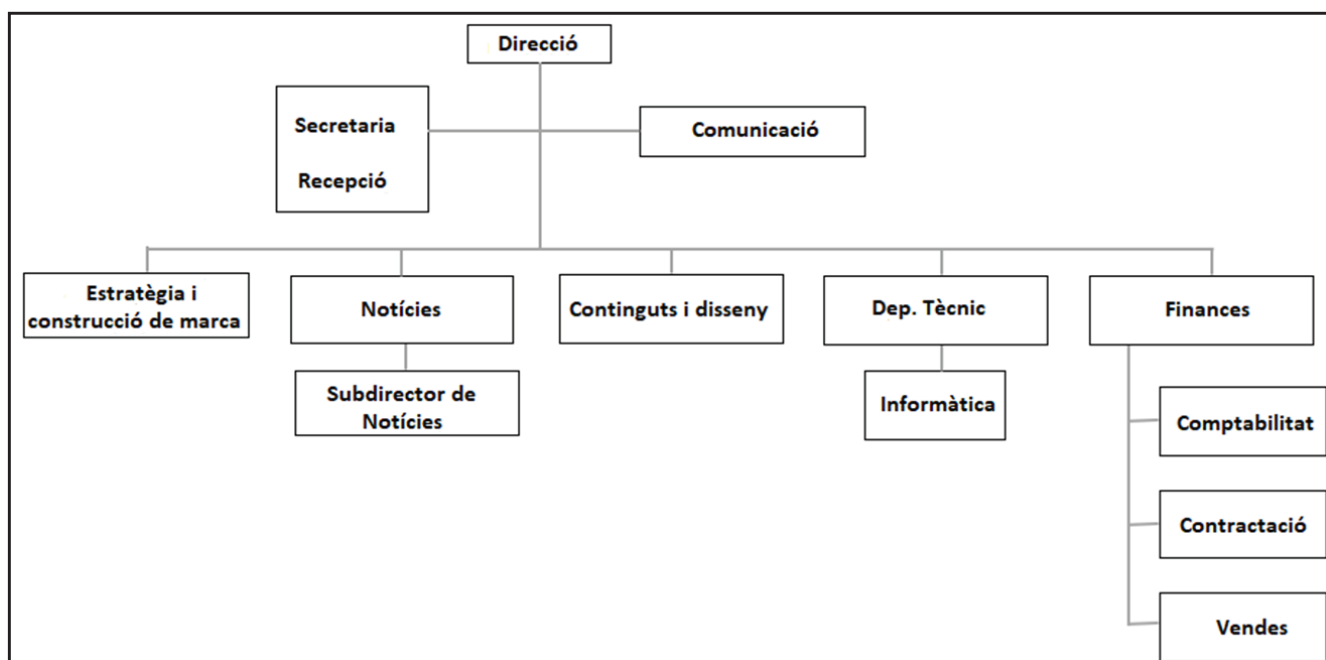 Direcció
Secretaria
Recepció
Comunicació
Estratègia i
construcció de marca
Notícies
Continguts i disseny
Dep. Tècnic
Finances
Subdirector de
Notícies
Informàtica
Comptabilitat
Contractació
Vendes